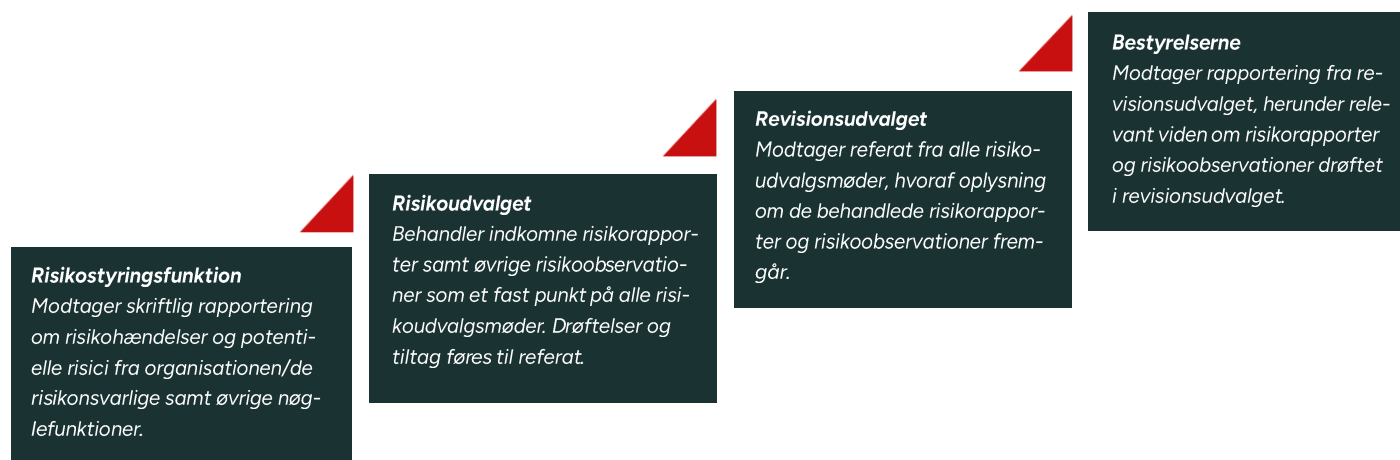 Risikostyringsfunktion
Modtager skriftlig rapportering
om risikohændelser og potenti-
elle risici fra organisationen/de
risikonsvarlige samt øvrige nøg-
lefunktioner.
Risikoudvalget
Behandler indkomne risikorappor-
ter samt øvrige risikoobservatio-
ner som et fast punkt på alle risi-
koudvalgsmøder. Drøftelser og
tiltag føres til referat.
Revisionsudvalget
Modtager referat fra alle risiko-
udvalgsmøder, hvoraf oplysning
om de behandlede risikorappor-
ter og risikoobservationer frem-
går.
Bestyrelserne
Modtager rapportering fra re-
visionsudvalget, herunder rele-
vant viden om risikorapporter
og risikoobservationer drøftet
i revisionsudvalget.